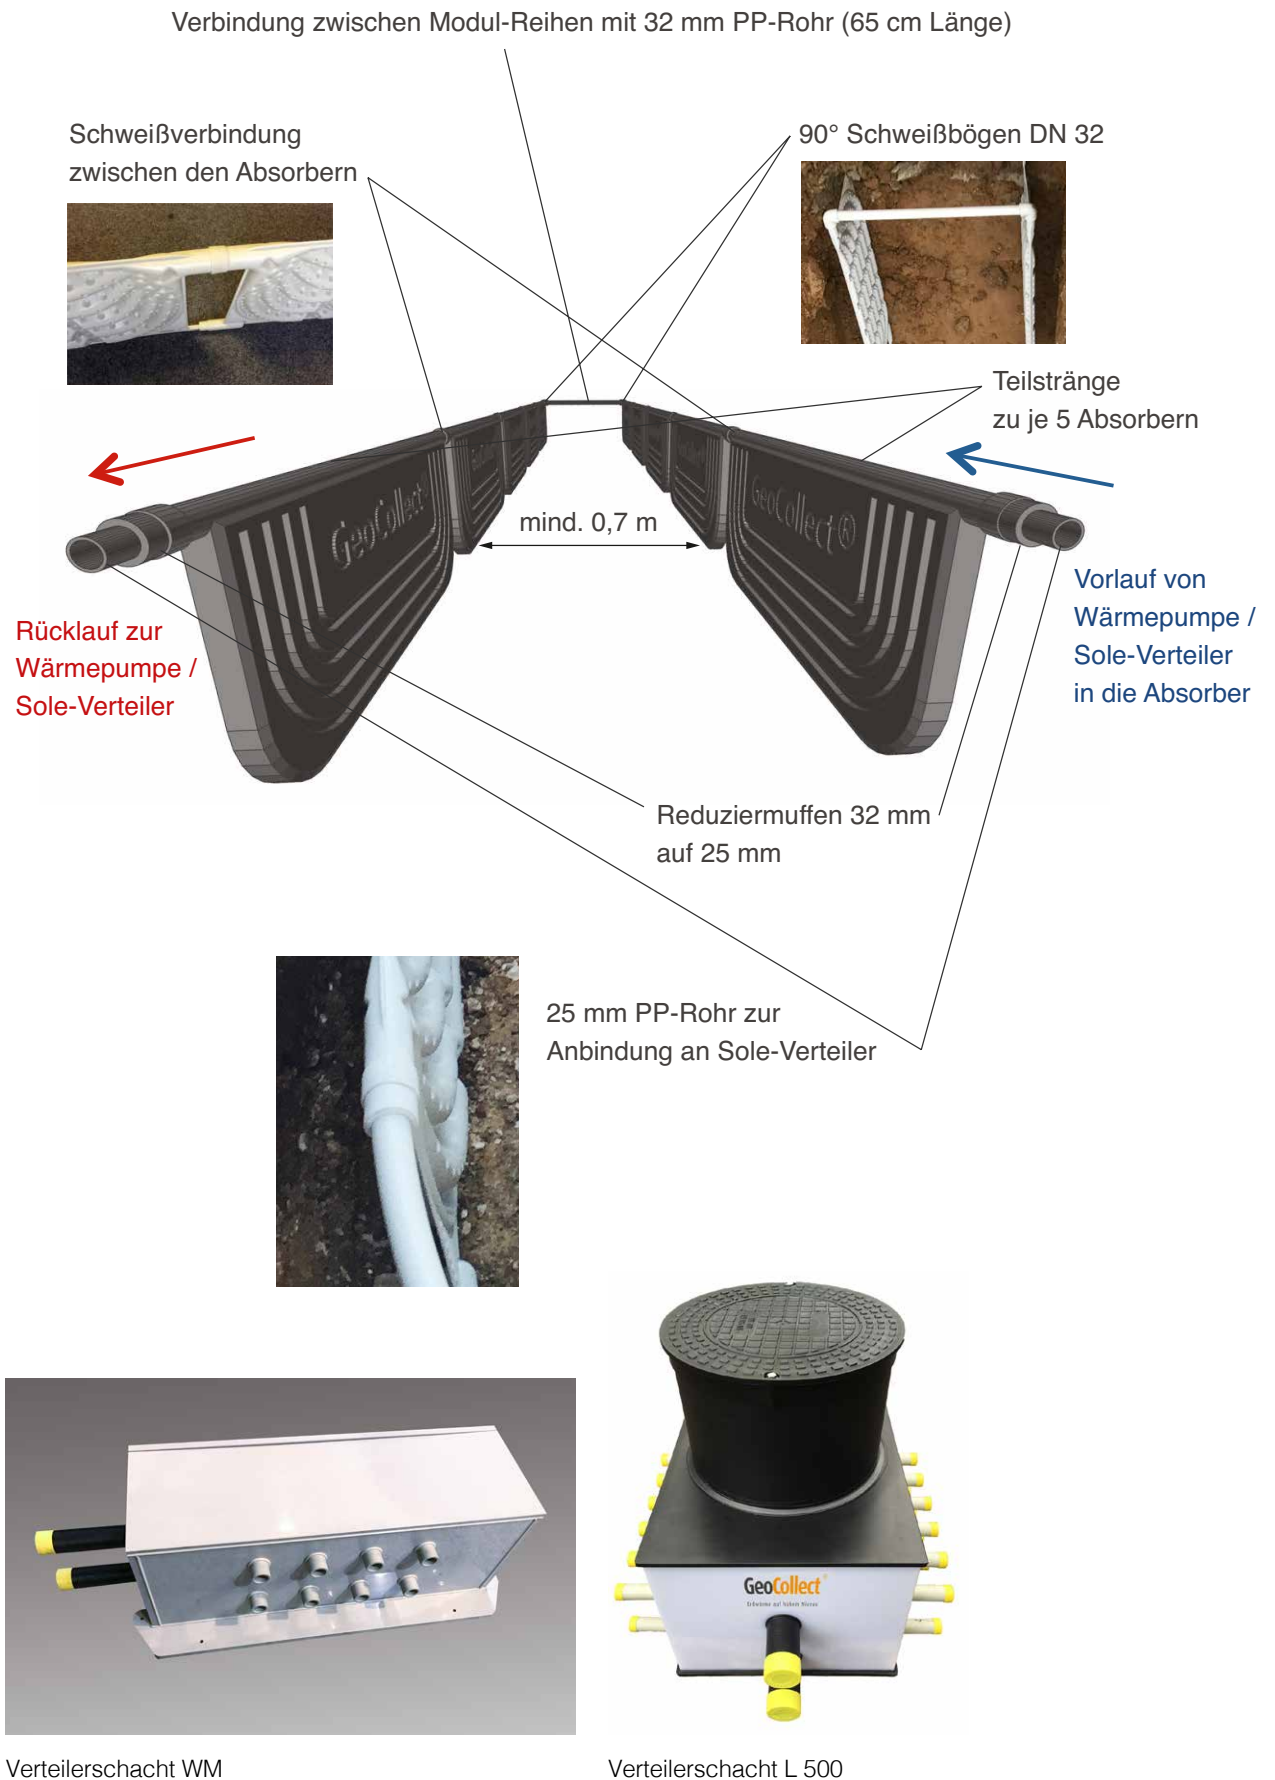 Verbindung zwischen Modul-Reihen mit 32 mm PP-Rohr (65 cm Länge)
Schweißverbindung
zwischen den Absorbern
90° Schweißbögen DN 32
Teilstränge
zu je 5 Absorbern
GeoCollect®
GeoCollect®
mind. 0,7 m
Rücklauf zur
Wärmepumpe /
Sole-Verteiler
Vorlauf von
Wärmepumpe /
Sole-Verteiler
in die Absorber
Reduziermuffen 32 mm
auf 25 mm
25 mm PP-Rohr zur
Anbindung an Sole-Verteiler
GeoCollect®
Verteilerschacht WM
Verteilerschacht L 500